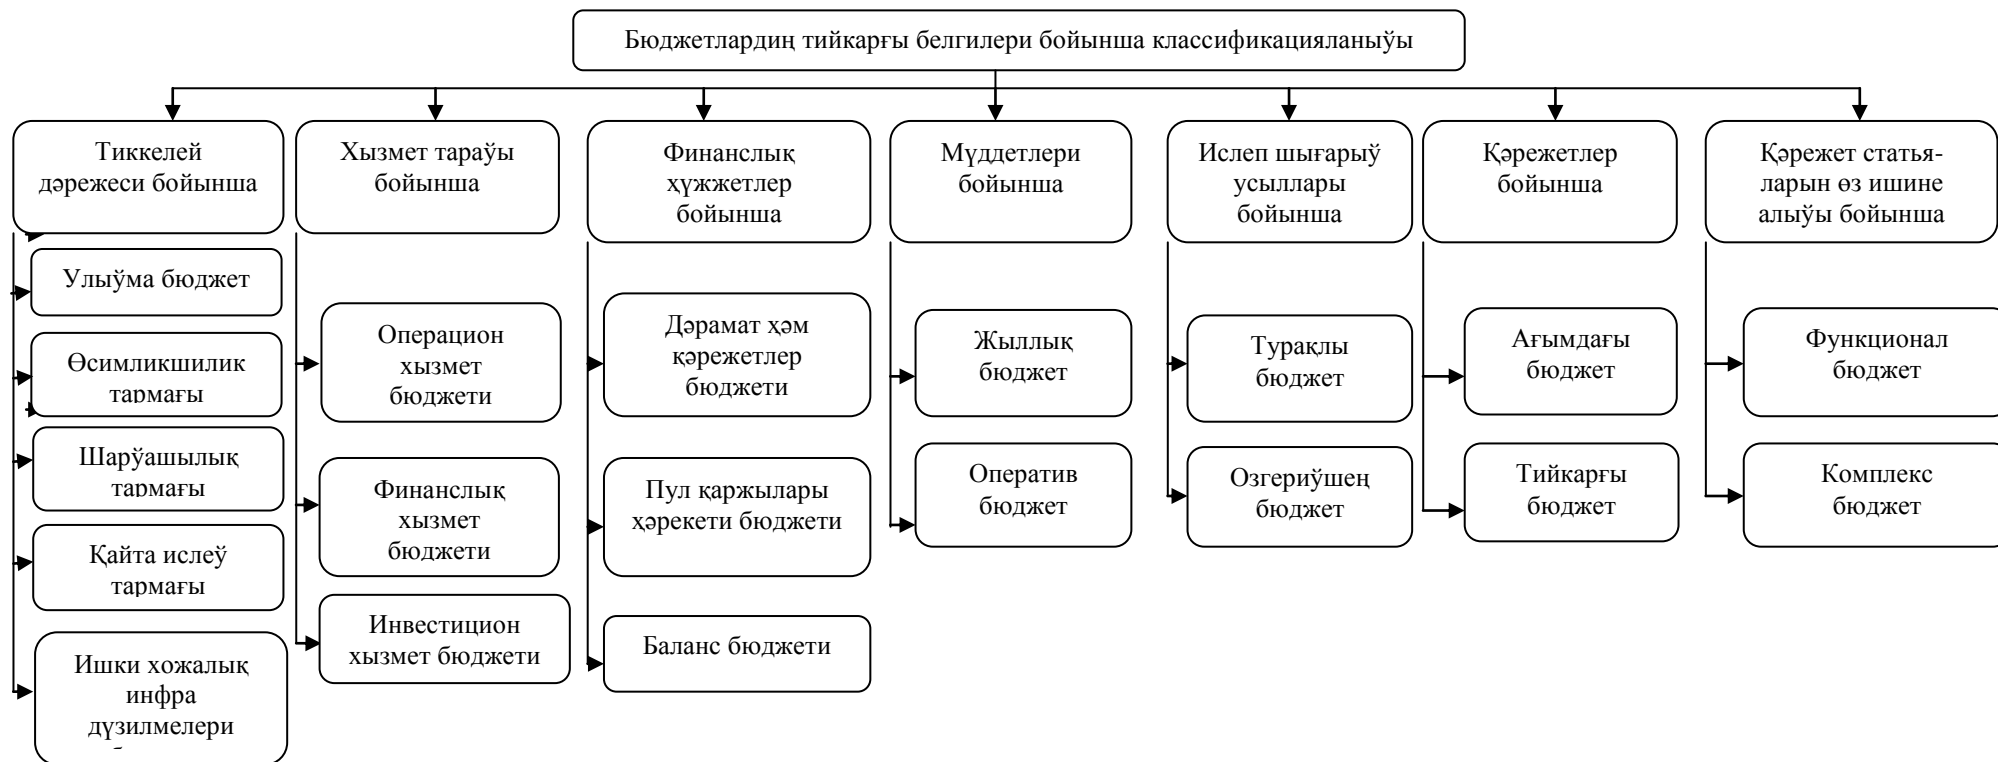 Бюджетлардиң тийкарғы белгилери бойынша классификацияланыўы
Тиккелей
дәрежеси бойынша
Хызмет тараўы
бойынша
Финанслық
ҳүжжетлер
бойынша
Мүддетлери
бойынша
Ислеп шығарыў
усыллары
бойынша
Қәрежетлер
бойынша
Қәрежет статья-
ларын өз ишине
алыўы бойынша
Улыўма бюджет
Өсимликшилик
тармағы
Шарўашылық
тармағы
Қайта ислеў
тармағы
Ишки хожалық
инфра
дүзилмелери
Операцион
хызмет
бюджети
Финанслық
хызмет
бюджети
Инвестицион
хызмет бюджети
Дәрамат ҳәм
қәрежетлер
бюджети
Пул қаржылары
ҳәрекети бюджети
Баланс бюджети
Жыллық
бюджет
Оператив
бюджет
Турақлы
бюджет
Озгериўшең
бюджет
Ағымдағы
бюджет
Тийкарғы
бюджет
Функционал
бюджет
Комплекс
бюджет